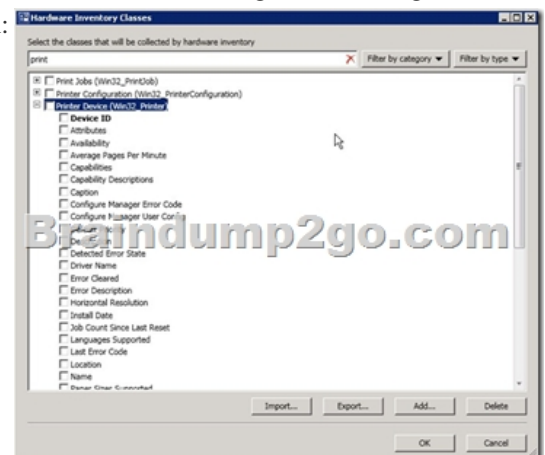 :
Hardware Inventory Classes
Select the classes that will be collected by hardware inventory
print
Filter by category
Filter by type
Print Jobs (Win32_PrintJob)
Printer Configuration (Win32_PrinterConfiguration)
Printer Device (Win32_Printer)
Device ID
Attributes
Availability
Average Pages Per Minute
Capabilities
Capability Descriptions
Caption
Configure Manager Error Code
Configure Manager User Config
Braindump2go.com
Detected Error State
Driver Name
Error Cleared
Error Description
Horizontal Resolution
Install Date
Job Count Since Last Reset
Languages Supported
Last Error Code
Location
Name
Paper Sizes Supported
Import...
Export...
Add...
Delete
OK
Cancel